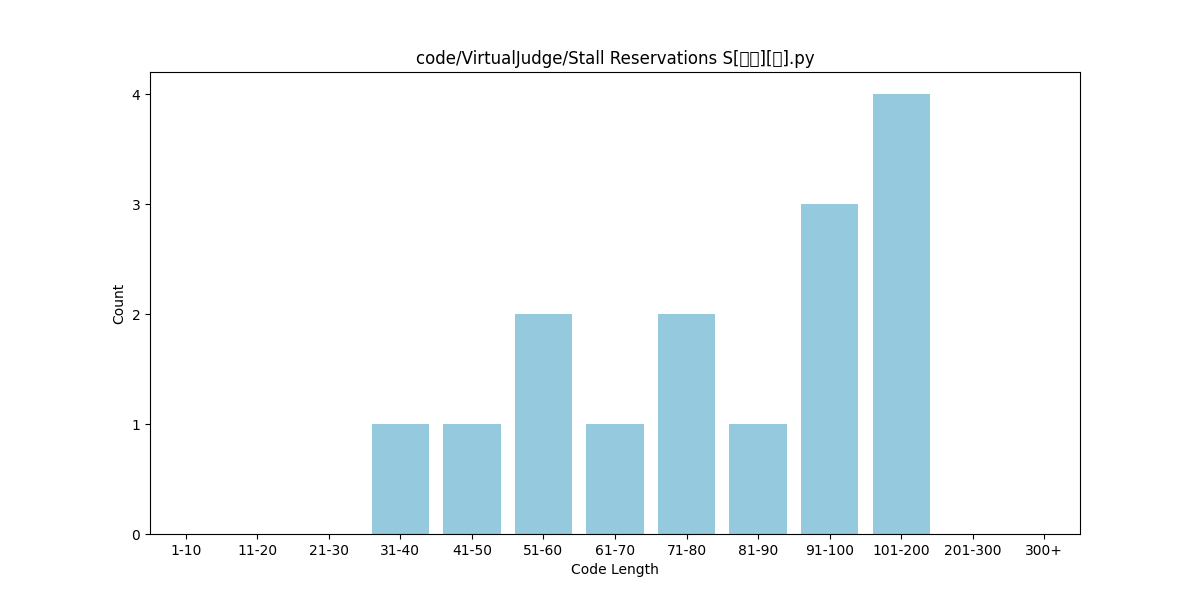 code/VirtualJudge/Stall Reservations S[▯▯][▯].py
4
3
2
1
0
Count
1-10 11-20 21-30 31-40 41-50 51-60 61-70 71-80 81-90 91-100 101-200 201-300 300+
Code Length